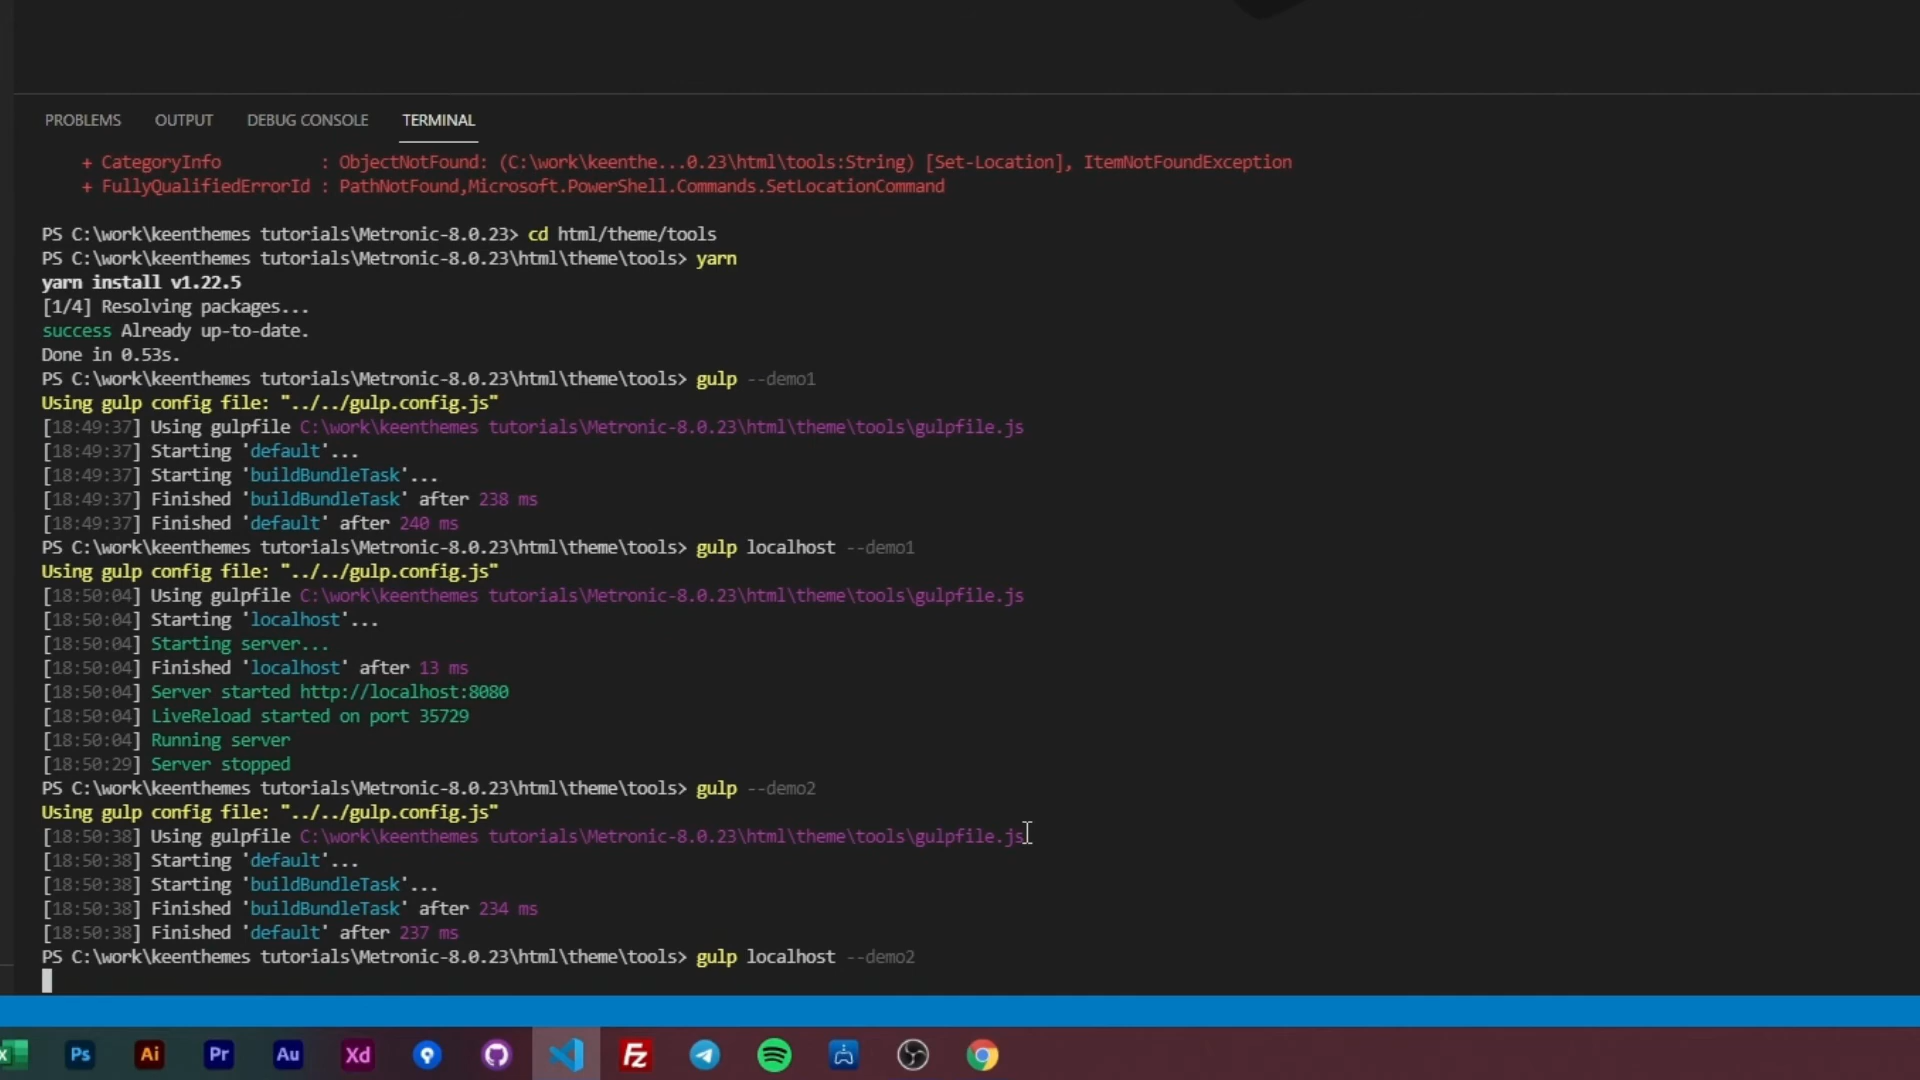 PROBLEMS OUTPUT DEBUG CONSOLE TERMINAL
+ CategoryInfo : ObjectNotFound: (C:\work\keenthe...0.23\html\tools:String) [Set-Location], ItemNotFoundException
+ FullyQualifiedErrorId : PathNotFound,Microsoft.PowerShell.Commands.SetLocationCommand
PS C:\work\keenthemes tutorials\Metronic-8.0.23> cd html/theme/tools
PS C:\work\keenthemes tutorials\Metronic-8.0.23\html\theme\tools> yarn
yarn install v1.22.5
[1/4] Resolving packages...
success Already up-to-date.
Done in 0.53s.
PS C:\work\keenthemes tutorials\Metronic-8.0.23\html\theme\tools> gulp --demo1
Using gulp config file: "../../gulp.config.js"
[18:49:37] Using gulpfile C:\work\keenthemes tutorials\Metronic-8.0.23\html\theme\tools\gulpfile.js
[18:49:37] Starting 'default'...
[18:49:37] Starting 'buildBundleTask'...
[18:49:37] Finished 'buildBundleTask' after 238 ms
[18:49:37] Finished 'default' after 240 ms
PS C:\work\keenthemes tutorials\Metronic-8.0.23\html\theme\tools> gulp localhost --demo1
Using gulp config file: "../../gulp.config.js"
[18:50:04] Using gulpfile C:\work\keenthemes tutorials\Metronic-8.0.23\html\theme\tools\gulpfile.js
[18:50:04] Starting 'localhost'...
[18:50:04] Starting server...
[18:50:04] Finished 'localhost' after 13 ms
[18:50:04] Server started http://localhost:8080
[18:50:04] LiveReload started on port 35729
[18:50:04] Running server
[18:50:29] Server stopped
PS C:\work\keenthemes tutorials\Metronic-8.0.23\html\theme\tools> gulp --demo2
Using gulp config file: "../../gulp.config.js"
[18:50:38] Using gulpfile C:\work\keenthemes tutorials\Metronic-8.0.23\html\theme\tools\gulpfile.js
[18:50:38] Starting 'default'...
[18:50:38] Starting 'buildBundleTask'...
[18:50:38] Finished 'buildBundleTask' after 234 ms
[18:50:38] Finished 'default' after 237 ms
PS C:\work\keenthemes tutorials\Metronic-8.0.23\html\theme\tools> gulp localhost --demo2
Ps Ai Pr Au Xd Fz